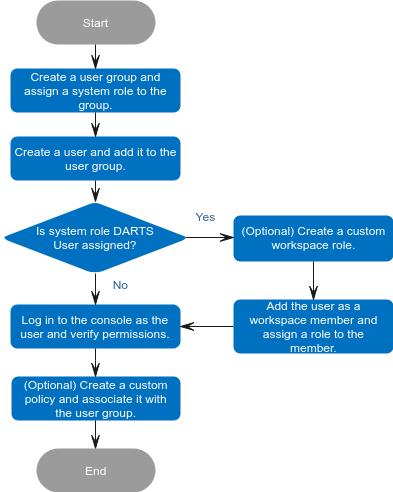 Start
Create a user group and
assign a system role to the
group.
Create a user and add it to the
user group.
Is system role DARTS
User assigned?
Yes
(Optional) Create a custom
workspace role.
No
Add the user as a
workspace member and
assign a role to the
member.
Log in to the console as the
user and verify permissions.
(Optional) Create a custom
policy and associate it with
the user group.
End